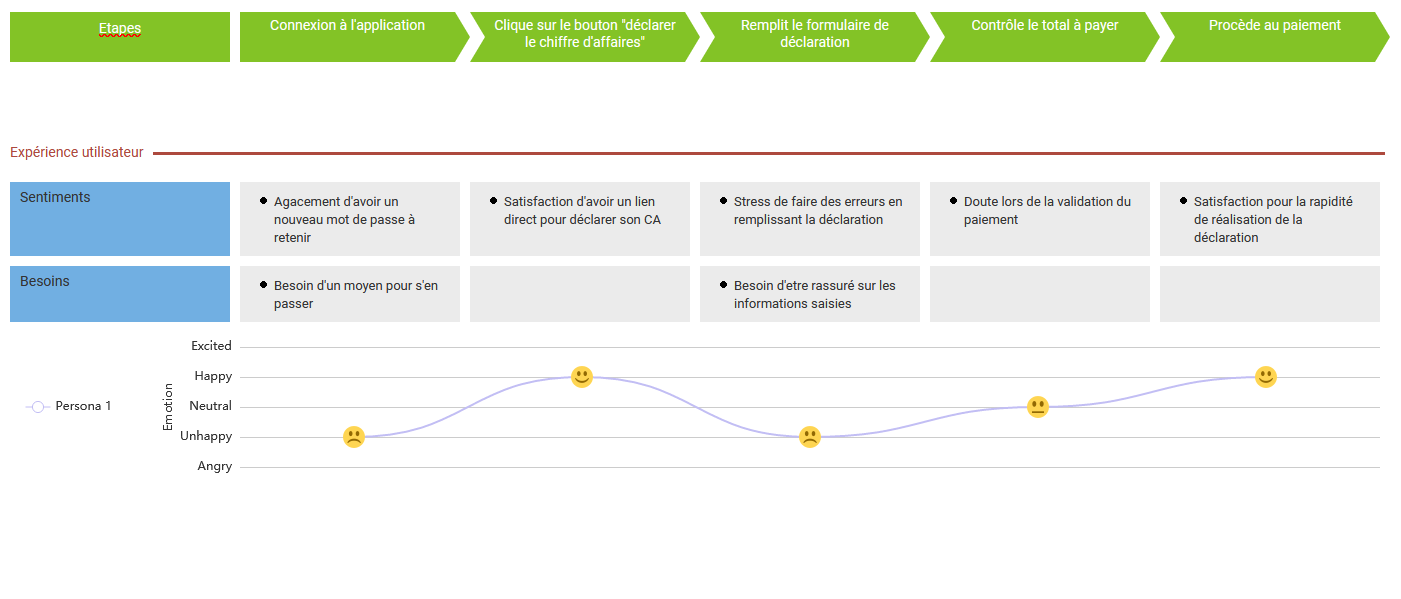 Etapes
Connexion à l'application
Clique sur le bouton "déclarer
le chiffre d'affaires"
Remplit le formulaire de
déclaration
Contrôle le total à payer
Procède au paiement
Expérience utilisateur
Sentiments
Agacement d'avoir un
nouveau mot de passe à
retenir
Satisfaction d'avoir un lien
direct pour déclarer son CA
Stress de faire des erreurs en
remplissant la déclaration
Doute lors de la validation du
paiement
Satisfaction pour la rapidité
de réalisation de la
déclaration
Besoins
Besoin d'un moyen pour s'en
passer
Besoin d'etre rassuré sur les
informations saisies
Persona 1
Emotion
Excited
Happy
Neutral
Unhappy
Angry